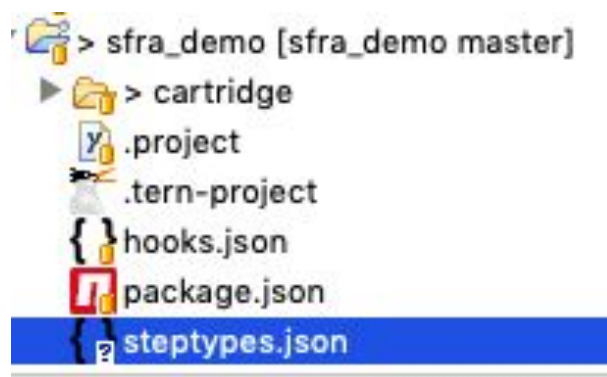 > sfra_demo [sfra_demo master]
> cartridge
.project
.tern-project
hooks.json
package.json
steptypes.json